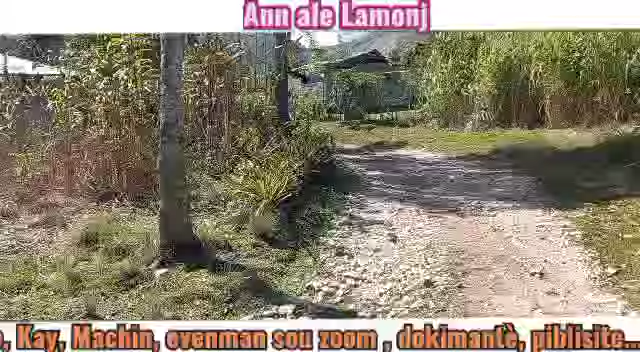 Ann ale Lamonj
, Kay, Machin, evenman sou zoom , dokimantè, piblisite...